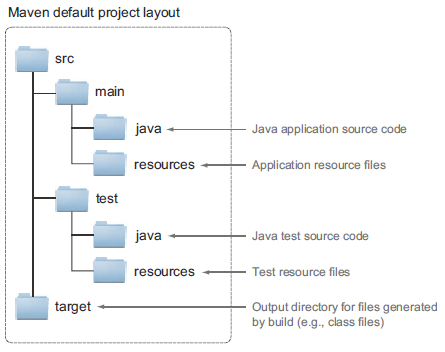 Maven default project layout
src
main
java
Java application source code
resources
Application resource files
test
java
Java test source code
resources
Test resource files
target
Output directory for files generated
by build (e.g., class files)